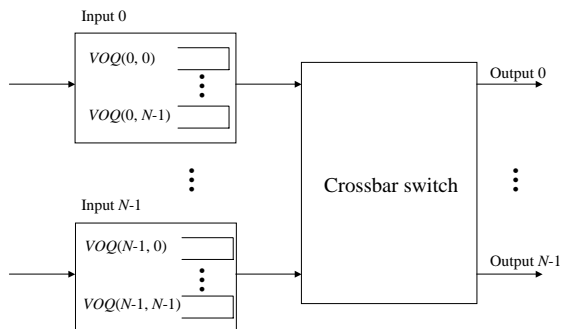 Input 0
VOQ(0, 0)
VOQ(0, N-1)
Output 0
Crossbar switch
Input N-1
VOQ(N-1, 0)
VOQ(N-1, N-1)
Output N-1